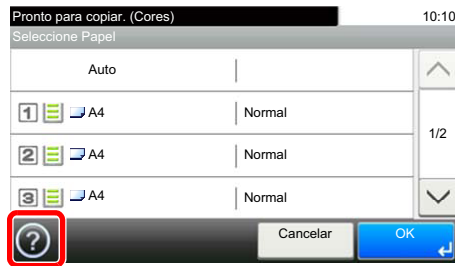 Pronto para copiar. (Cores) 10:10
Seleccione Papel
Auto
1 A4 Normal
1/2
2 A4 Normal
3 A4 Normal
? Cancelar OK